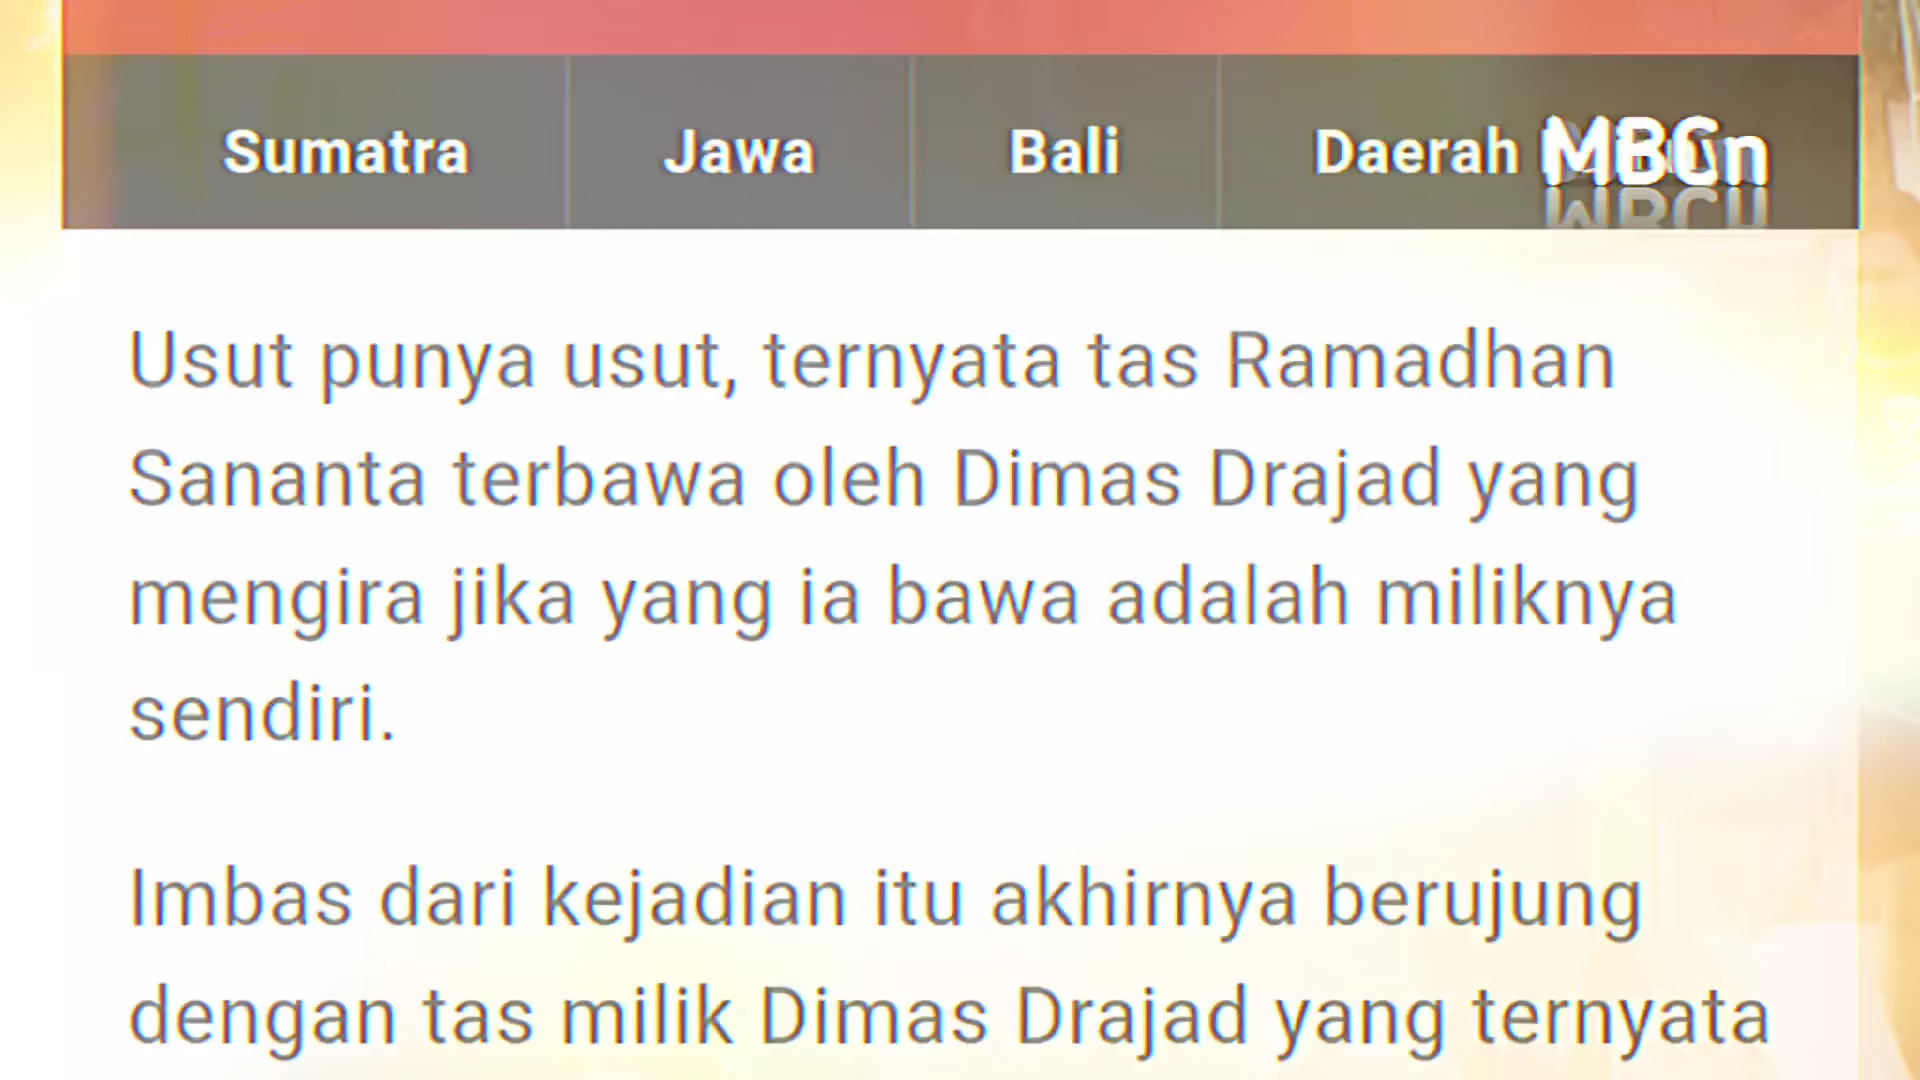 Sumatra Jawa Bali Daerah MBCn
Usut punya usut, ternyata tas Ramadhan
Sananta terbawa oleh Dimas Drajad yang
mengira jika yang ia bawa adalah miliknya
sendiri.
Imbas dari kejadian itu akhirnya berujung
dengan tas milik Dimas Drajad yang ternyata